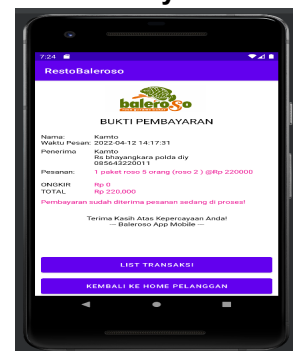 7:24
RestoBaleroso
baleroso
BUKTI PEMBAYARAN
Nama: Kamto
Waktu Pesan: 2022-04-12 14:17:31
Penerima Kamto
Rs bhayangkara polda diy
085643220011
Pesanan: 1 paket roso 5 orang (roso 2 ) @Rp 220000
ONGKIR Rp 0
TOTAL Rp 220,000
Pembayaran sudah diterima pesanan sedang di proses!
Terima Kasih Atas Kepercayaan Anda!
--- Baleroso App Mobile ---
LIST TRANSAKSI
KEMBALI KE HOME PELANGGAN